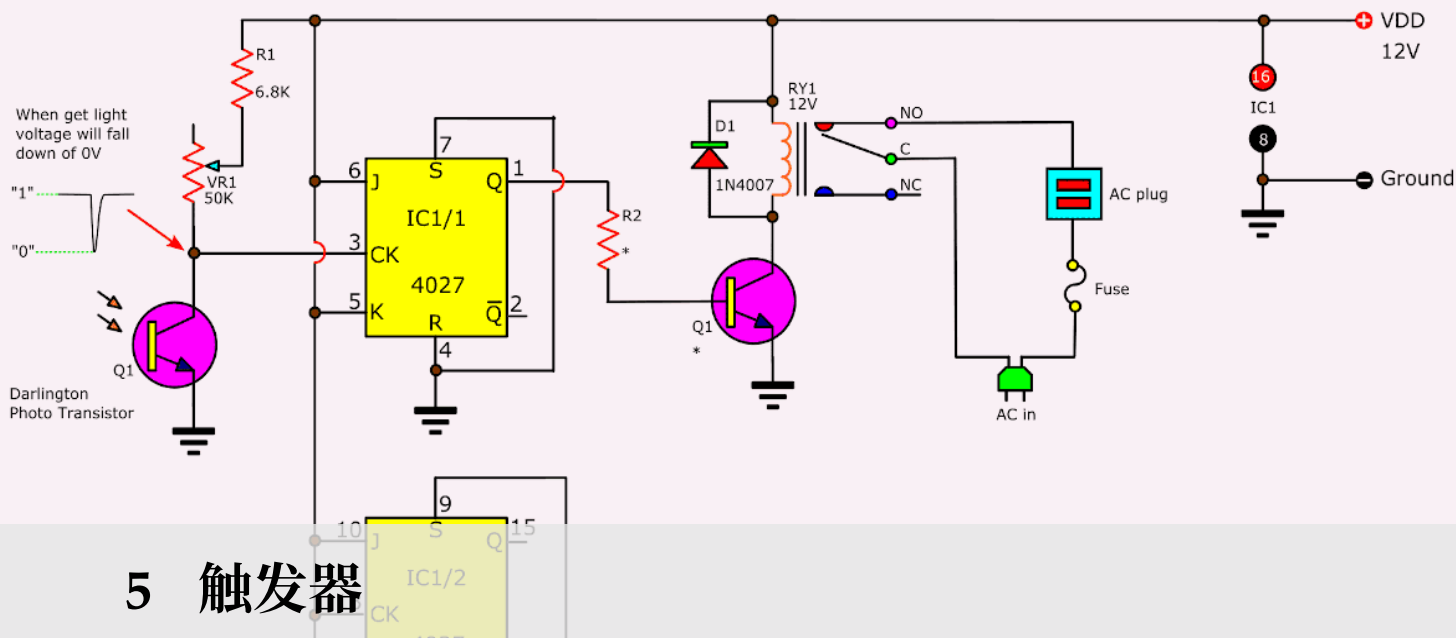 R1
6.8K
When get light
voltage will fall
down of 0V
"1"
"0"
VR1
50K
Q1
Darlington
Photo Transistor
7
6
J
S
Q
1
IC1/1
3
CK
4027
5
K
R
Q̅
2
4
R2
*
D1
1N4007
RY1
12V
NO
C
NC
Q1
*
AC plug
Fuse
AC in
VDD
12V
16
IC1
8
Ground
9
10
J
S
Q
15
IC1/2
CK
5 触发器